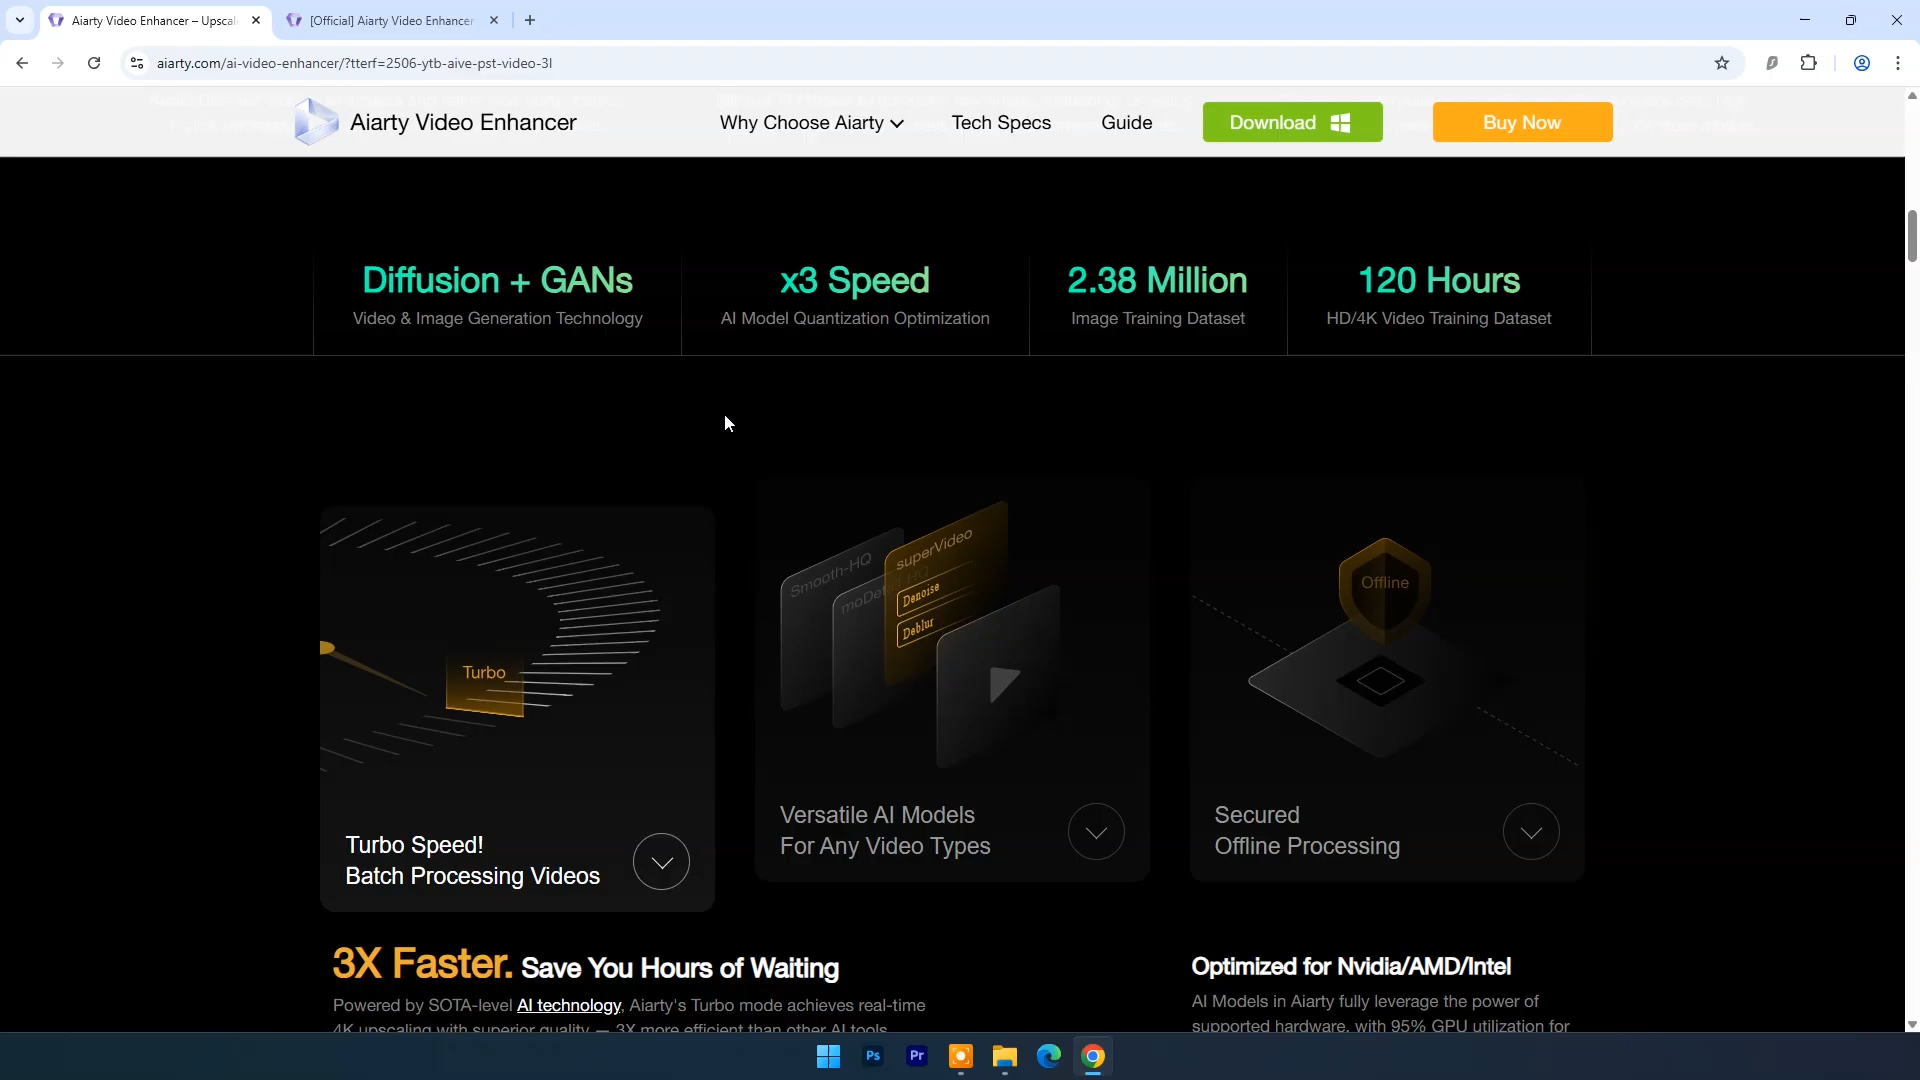 Aiarty Video Enhancer – Upscal
[Official] Aiarty Video Enhancer
aiarty.com/ai-video-enhancer/?tterf=2506-ytb-aive-pst-video-3l
Aiarty Video Enhancer
Why Choose Aiarty
Tech Specs
Guide
Download
Buy Now
Diffusion + GANs
Video & Image Generation Technology
x3 Speed
AI Model Quantization Optimization
2.38 Million
Image Training Dataset
120 Hours
HD/4K Video Training Dataset
Turbo
Turbo Speed!
Batch Processing Videos
Smooth-HQ
moDetail-HQ
superVideo
Denoise
Deblur
Versatile AI Models
For Any Video Types
Offline
Secured
Offline Processing
3X Faster. Save You Hours of Waiting
Powered by SOTA-level AI technology, Aiarty's Turbo mode achieves real-time
4K upscaling with superior quality — 3X more efficient than other AI tools
Optimized for Nvidia/AMD/Intel
AI Models in Aiarty fully leverage the power of
supported hardware, with 95% GPU utilization for
Ps
Pr